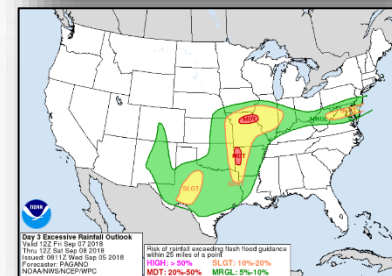 MDT
MRGL
MDT
SLGT
NOAA
Day 3 Excessive Rainfall Outlook
Valid 12Z Fri Sep 07 2018
Thru 12Z Sat Sep 08 2018
Issued: 0811Z Wed Sep 05 2018
Forecaster: PAGANO
NOAA/NWS/NCEP/WPC
Risk of rainfall exceeding flash flood guidance
within 25 miles of a point
HIGH: > 50% SLGT: 10%-20%
MDT: 20%-50% MRGL: 5%-10%